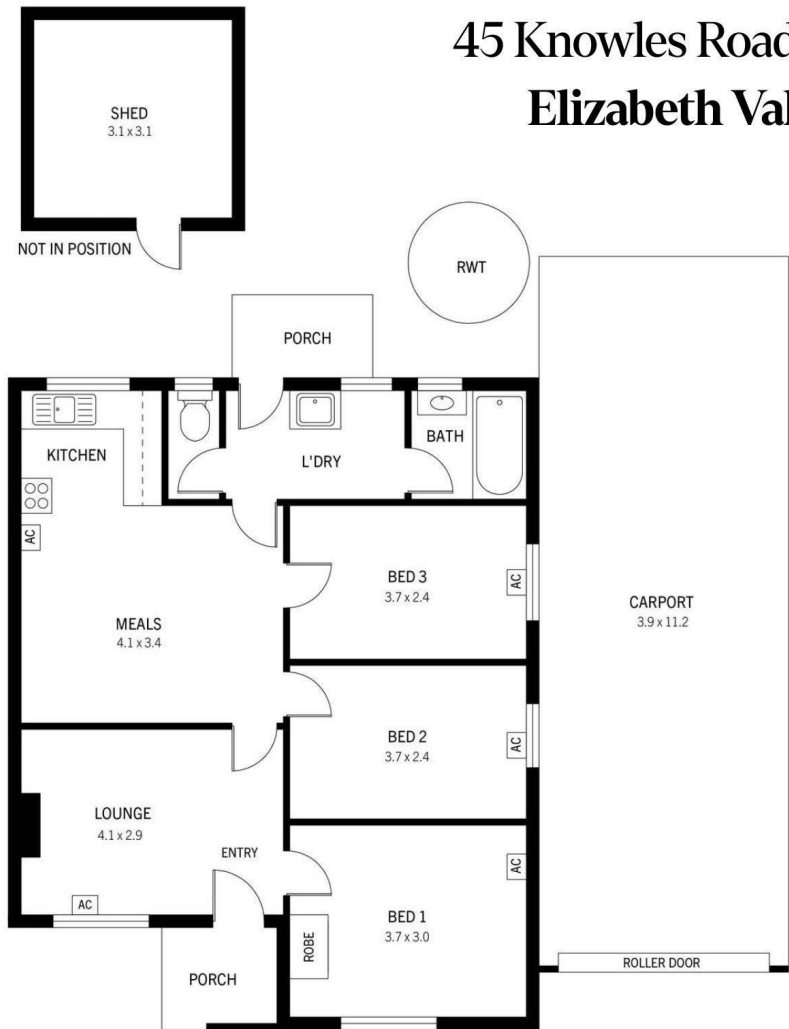 45 Knowles Road
Elizabeth Val
SHED
3.1 x 3.1
NOT IN POSITION
RWT
PORCH
KITCHEN
L'DRY
BATH
AC
BED 3
3.7 x 2.4
AC
CARPORT
3.9 x 11.2
MEALS
4.1 x 3.4
BED 2
3.7 x 2.4
AC
LOUNGE
4.1 x 2.9
ENTRY
AC
AC
BED 1
3.7 x 3.0
ROBE
PORCH
ROLLER DOOR